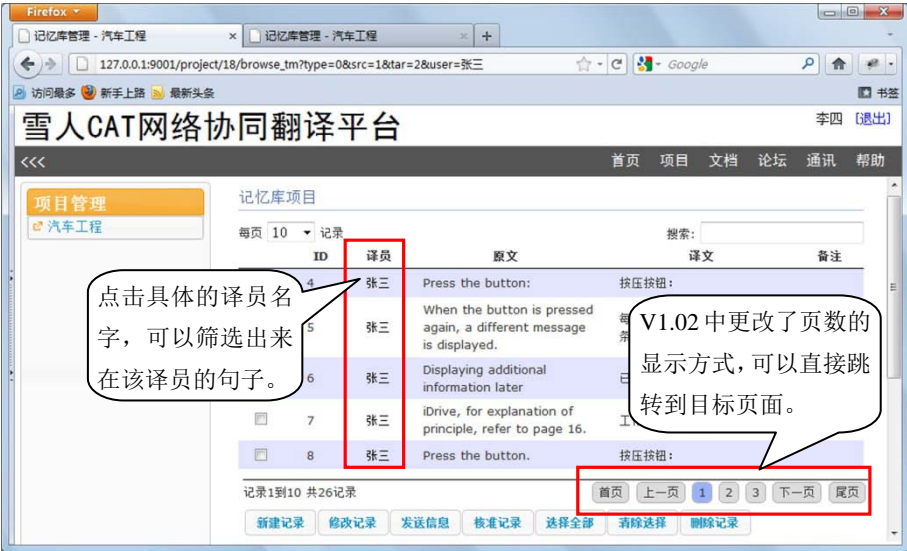 Firefox
记忆库管理 - 汽车工程 × 记忆库管理 - 汽车工程 × +
127.0.0.1:9001/project/18/browse_tm?type=0&src=1&tar=2&user=张三 Google
访问最多 新手上路 最新头条 书签
雪人CAT网络协同翻译平台 李四 [退出]
<<< 首页 项目 文档 论坛 通讯 帮助
项目管理
汽车工程
记忆库项目
每页 10 记录 搜索:
ID 译员 原文 译文 备注
4 张三 Press the button: 按压按钮：
5 张三 When the button is pressed
again, a different message
is displayed.
6 张三 Displaying additional
information later
7 张三 iDrive, for explanation of
principle, refer to page 16.
8 张三 Press the button. 按压按钮：
点击具体的译员名
字，可以筛选出来
在该译员的句子。
V1.02中更改了页数的
显示方式，可以直接跳
转到目标页面。
记录1到10 共26记录 首页 上一页 1 2 3 下一页 尾页
新建记录 修改记录 发送信息 核准记录 选择全部 清除选择 删除记录